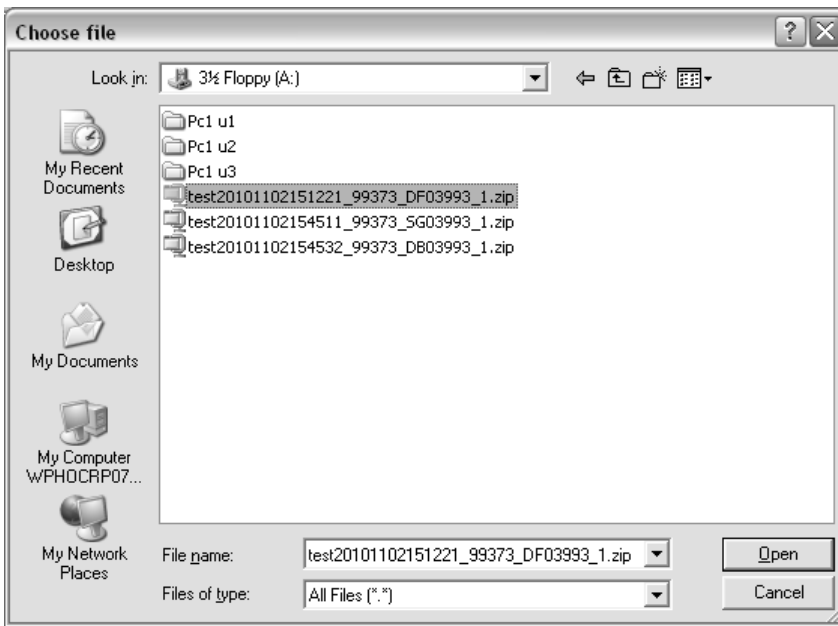 Choose file
Look in:
3½ Floppy (A:)
My Recent
Documents
Desktop
My Documents
My Computer
WPHOCRP07...
My Network
Places
Pc1 u1
Pc1 u2
Pc1 u3
test20101102151221_99373_DF03993_1.zip
test20101102154511_99373_SG03993_1.zip
test20101102154532_99373_DB03993_1.zip
File name:
test20101102151221_99373_DF03993_1.zip
Open
Files of type:
All Files (*.*)
Cancel